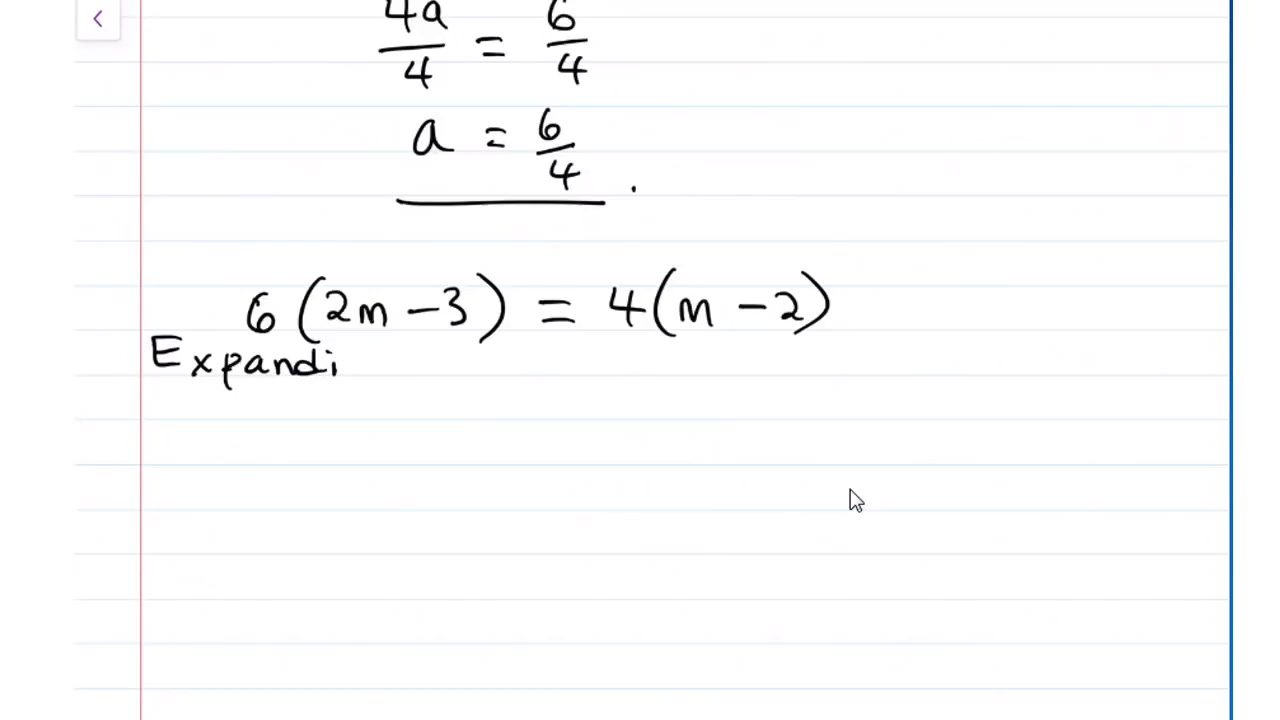 4a/4 = 6/4
a = 6/4 .
6 (2m - 3) = 4(m - 2)
Expandi